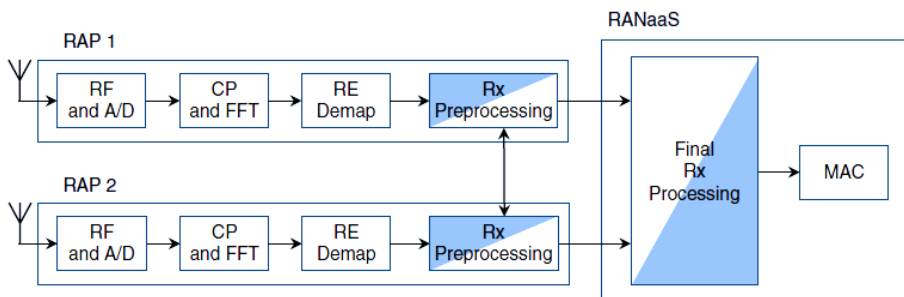 RANaaS
RAP 1
RF
and A/D
CP
and FFT
RE
Demap
Rx
Preprocessing
Final
Rx
Processing
MAC
RAP 2
RF
and A/D
CP
and FFT
RE
Demap
Rx
Preprocessing